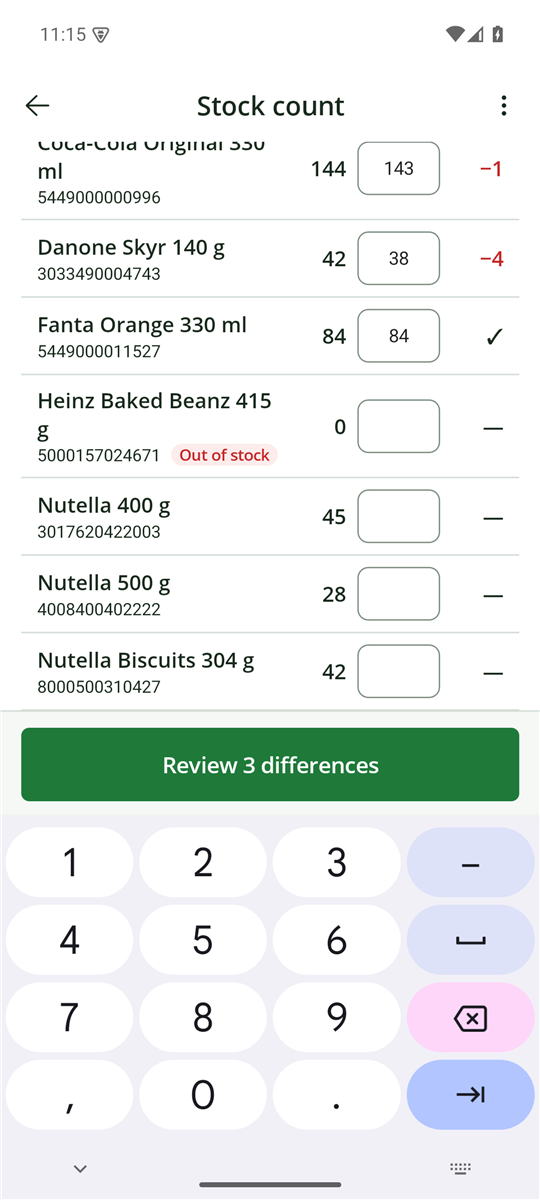 11:15
Stock count
Coca-Cola Original 330
ml
5449000000996
144
143
−1
Danone Skyr 140 g
3033490004743
42
38
−4
Fanta Orange 330 ml
5449000011527
84
84
✓
Heinz Baked Beanz 415
g
5000157024671 Out of stock
0
—
Nutella 400 g
3017620422003
45
—
Nutella 500 g
4008400402222
28
—
Nutella Biscuits 304 g
8000500310427
42
—
Review 3 differences
1 2 3 –
4 5 6
7 8 9
, 0 .